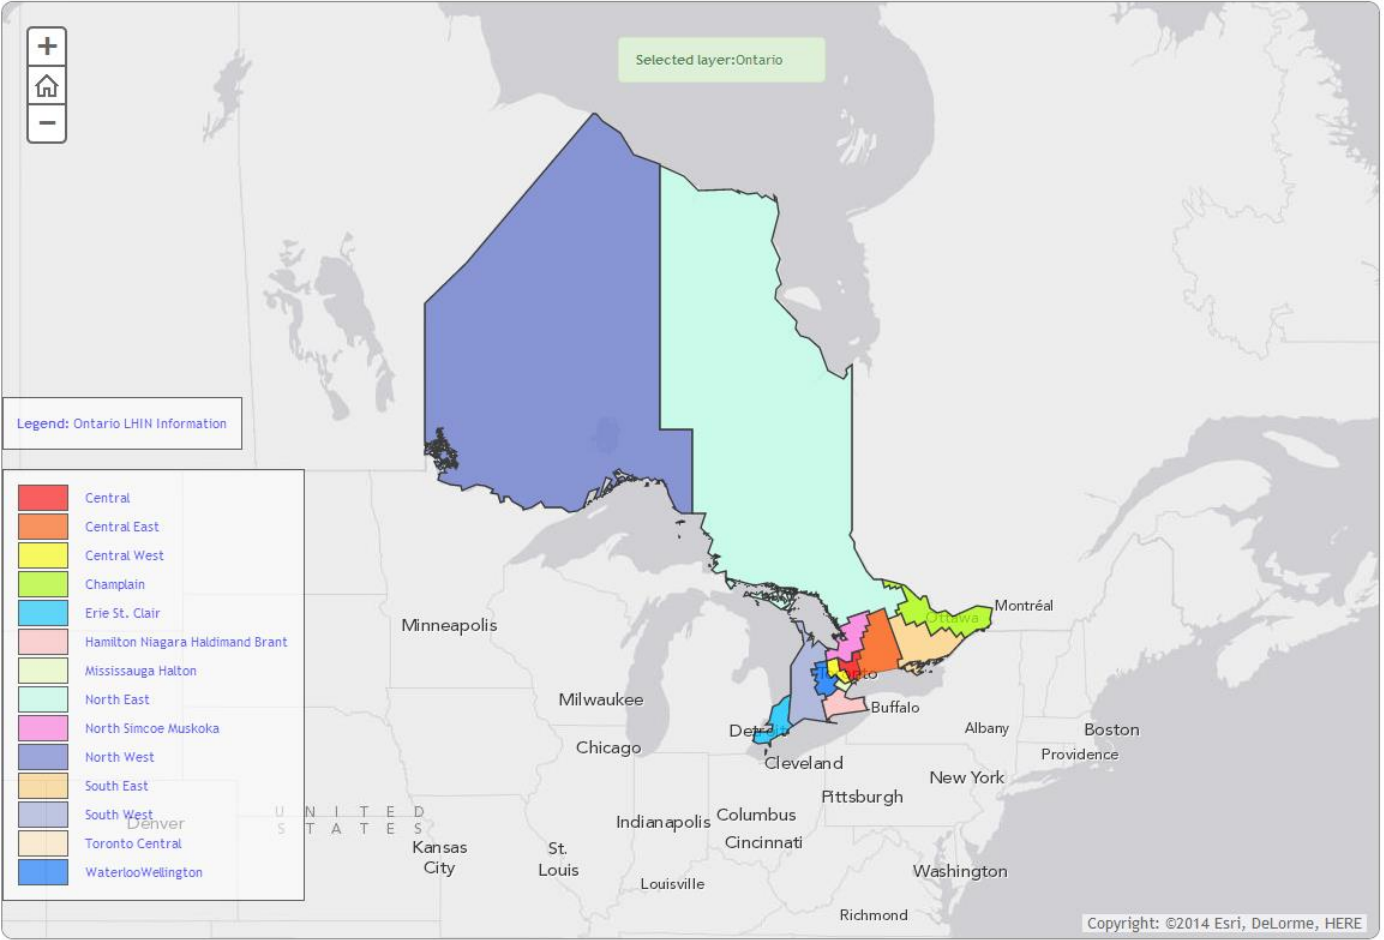 +
−
Selected layer:Ontario
Legend: Ontario LHIN Information
Central
Central East
Central West
Champlain
Erie St. Clair
Hamilton Niagara Haldimand Brant
Mississauga Halton
North East
North Simcoe Muskoka
North West
South East
South West
Toronto Central
WaterlooWellington
Denver
UNITED
STATES
Minneapolis
Milwaukee
Chicago
Kansas
City
St.
Louis
Indianapolis
Louisville
Columbus
Cincinnati
Detroit
Cleveland
Pittsburgh
Toronto
Buffalo
Ottawa
Montréal
Albany
Boston
Providence
New York
Washington
Richmond
Copyright: ©2014 Esri, DeLorme, HERE